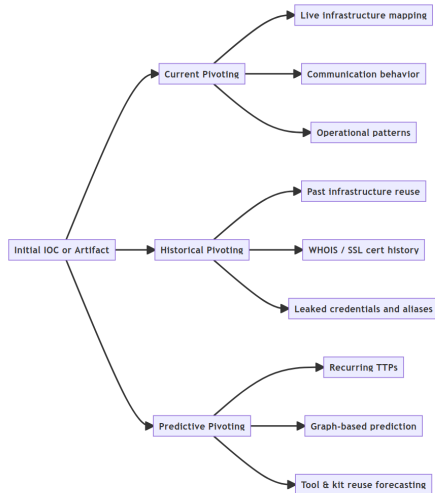 Live infrastructure mapping
Current Pivoting
Communication behavior
Operational patterns
Past infrastructure reuse
Initial IOC or Artifact
Historical Pivoting
WHOIS / SSL cert history
Leaked credentials and aliases
Recurring TTPs
Predictive Pivoting
Graph-based prediction
Tool & kit reuse forecasting